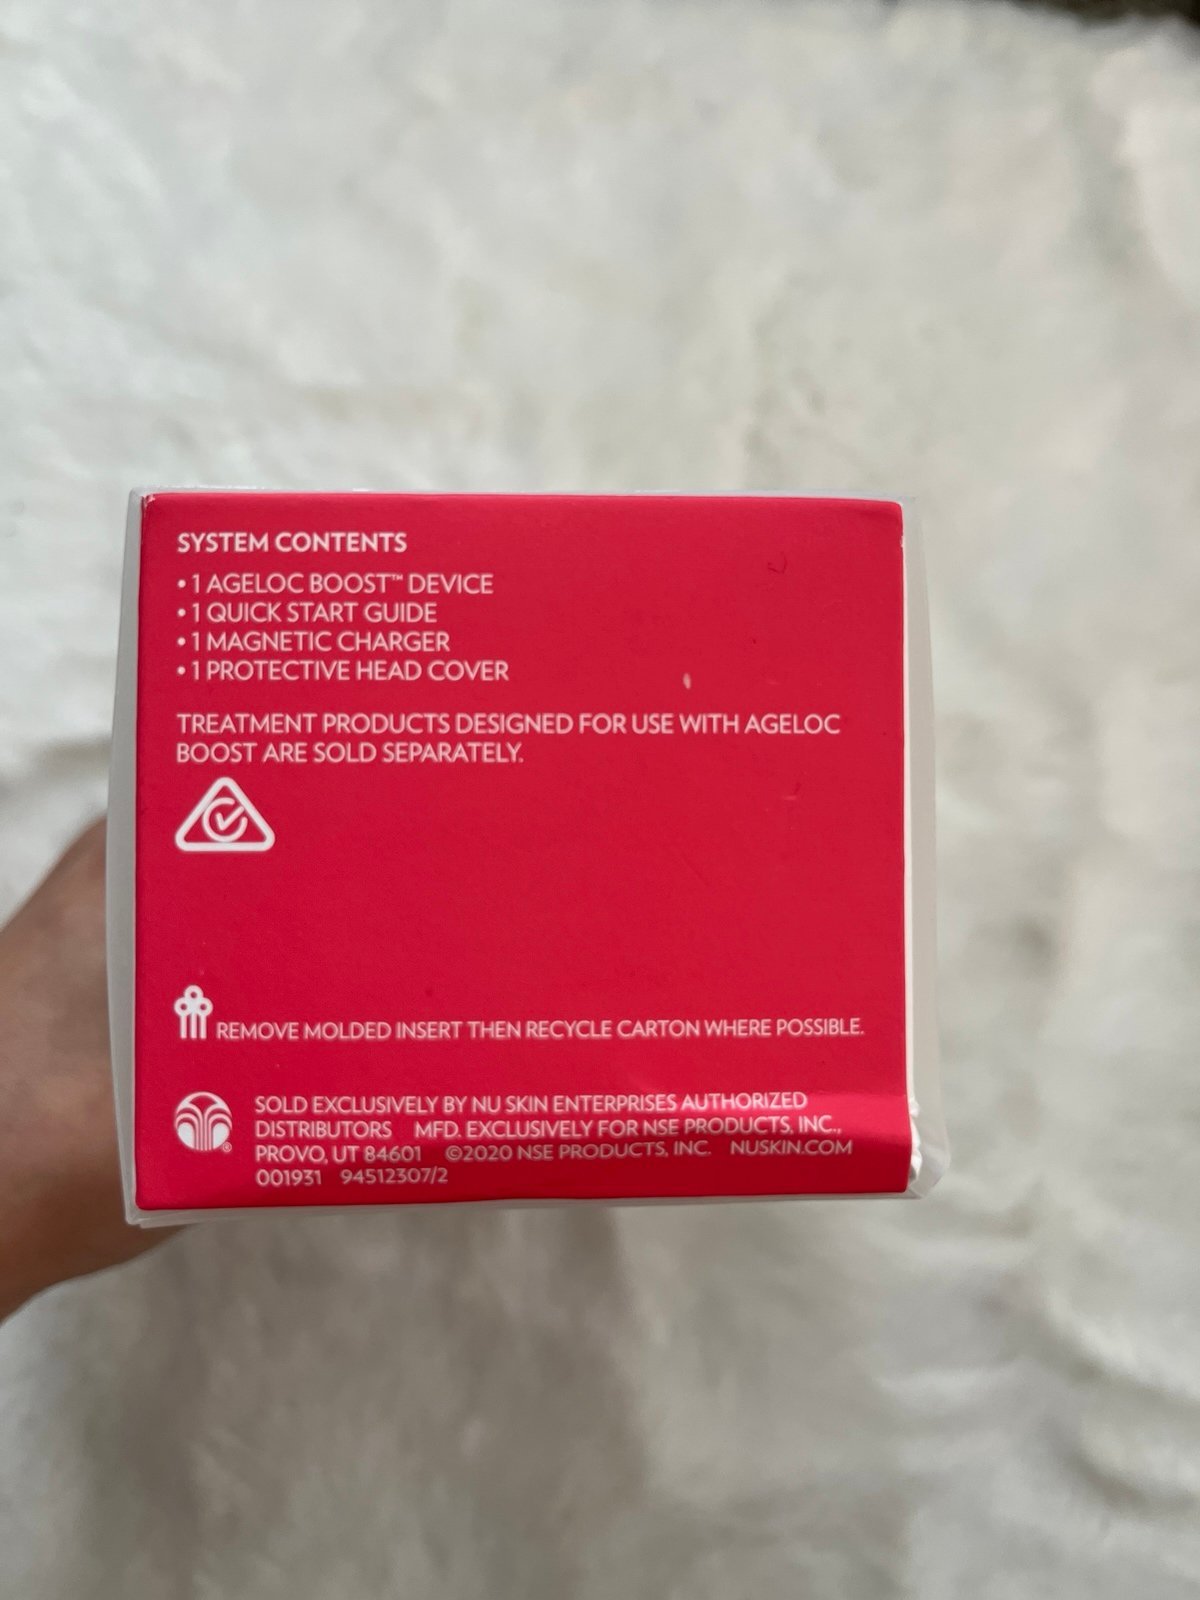 SYSTEM CONTENTS
• 1 AGELOC BOOST™ DEVICE
• 1 QUICK START GUIDE
• 1 MAGNETIC CHARGER
• 1 PROTECTIVE HEAD COVER
TREATMENT PRODUCTS DESIGNED FOR USE WITH AGELOC
BOOST ARE SOLD SEPARATELY.
REMOVE MOLDED INSERT THEN RECYCLE CARTON WHERE POSSIBLE.
SOLD EXCLUSIVELY BY NU SKIN ENTERPRISES AUTHORIZED
DISTRIBUTORS MFD. EXCLUSIVELY FOR NSE PRODUCTS, INC.,
PROVO, UT 84601 ©2020 NSE PRODUCTS, INC. NUSKIN.COM
001931 94512307/2